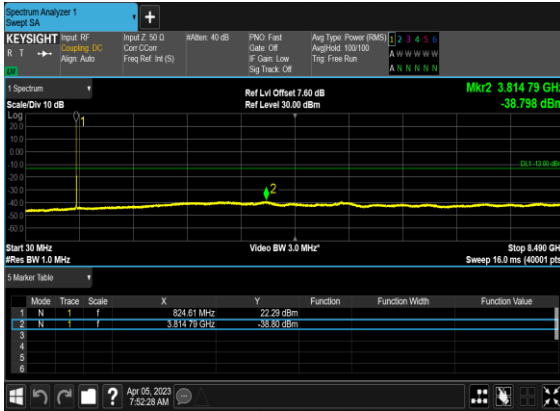 Spectrum Analyzer 1
Swept SA
+
KEYSIGHT
R T
Input: RF
Coupling: DC
Align: Auto
Input Z: 50 Ω
Corr CCorr
Freq Ref: Int (S)
#Atten: 40 dB
PNO: Fast
Gate: Off
IF Gain: Low
Sig Track: Off
Avg Type: Power (RMS)
Avg|Hold: 100/100
Trig: Free Run
1 2 3 4 5 6
A W W W W W
A N N N N N
1 Spectrum
Scale/Div 10 dB
Ref Lvl Offset 7.60 dB
Ref Level 30.00 dBm
Mkr2 3.814 79 GHz
-38.798 dBm
Log
20.0
10.0
0.00
-10.0
-20.0
-30.0
-40.0
-50.0
-60.0
1
2
DL1 -13.00 dBm
Start 30 MHz
#Res BW 1.0 MHz
Video BW 3.0 MHz*
Stop 8.490 GHz
Sweep 16.0 ms (40001 pts)
5 Marker Table
Mode Trace Scale X Y Function Function Width Function Value
1 N 1 f 824.61 MHz 22.29 dBm
2 N 1 f 3.814 79 GHz -38.80 dBm
3
4
5
6
?
Apr 05, 2023
7:52:28 AM